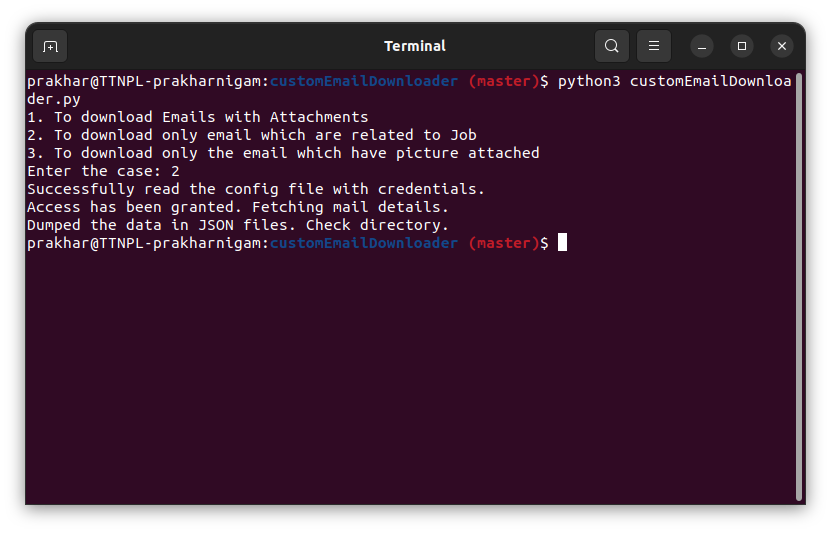 Terminal
prakhar@TTNPL-prakharnigam:customEmailDownloader (master)$ python3 customEmailDownloa
der.py
1. To download Emails with Attachments
2. To download only email which are related to Job
3. To download only the email which have picture attached
Enter the case: 2
Successfully read the config file with credentials.
Access has been granted. Fetching mail details.
Dumped the data in JSON files. Check directory.
prakhar@TTNPL-prakharnigam:customEmailDownloader (master)$